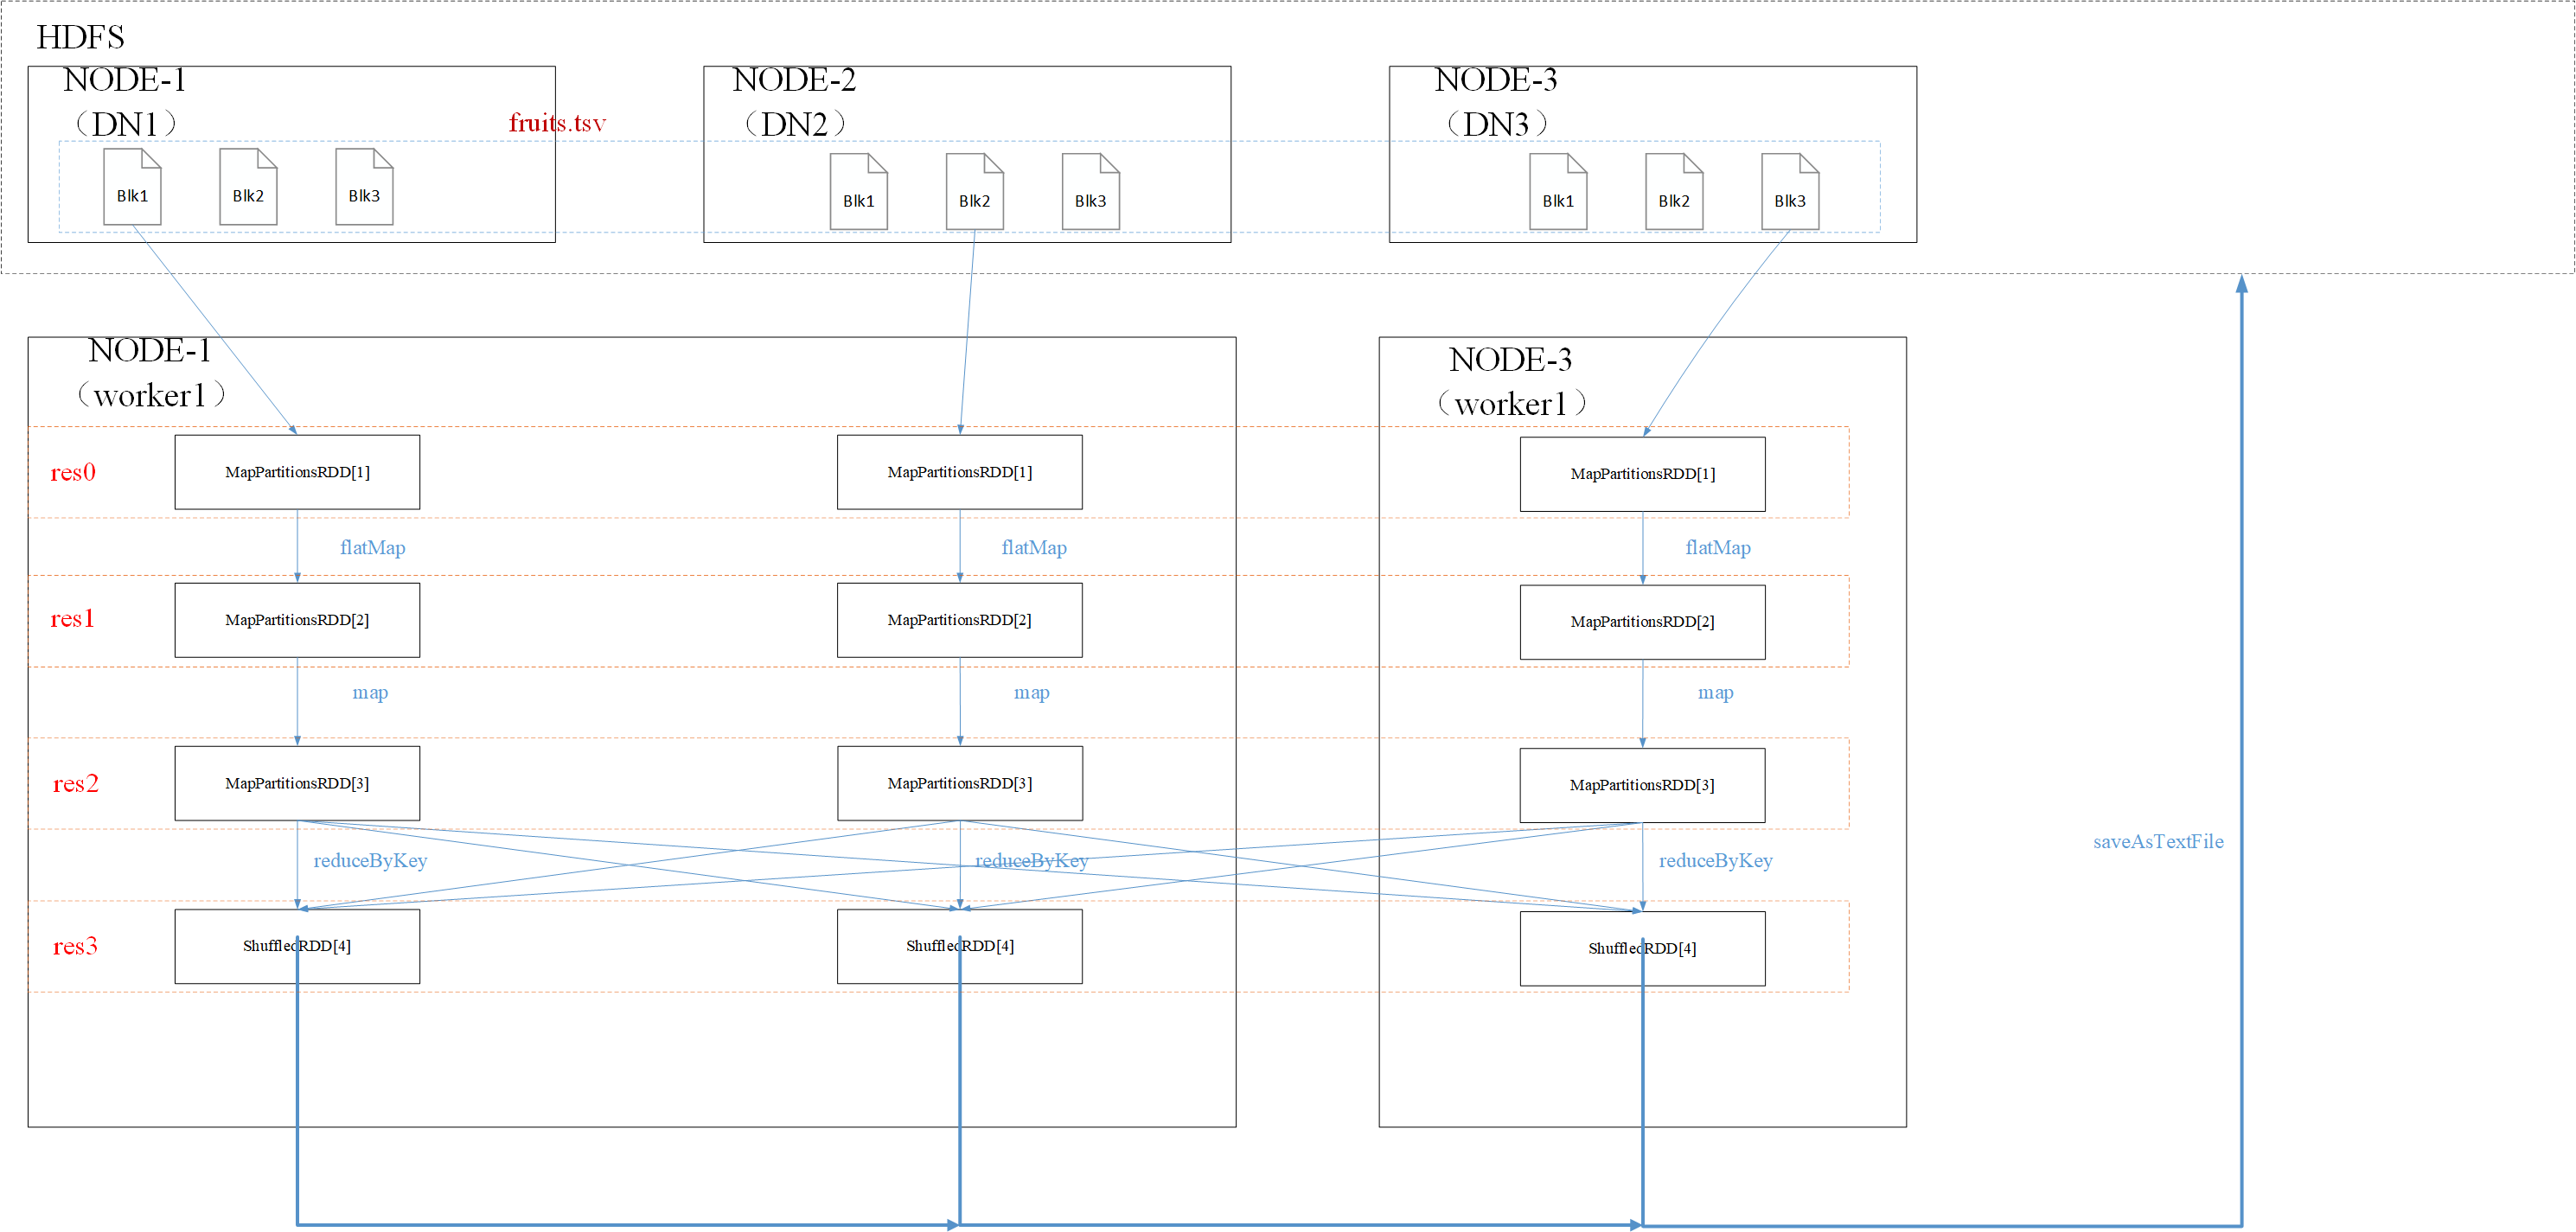 HDFS
NODE-1
（DN1）
NODE-2
（DN2）
NODE-3
（DN3）
fruits.tsv
Blk1
Blk2
Blk3
Blk1
Blk2
Blk3
Blk1
Blk2
Blk3
NODE-1
（worker1）
NODE-3
（worker1）
res0
MapPartitionsRDD[1]
MapPartitionsRDD[1]
MapPartitionsRDD[1]
flatMap
flatMap
flatMap
res1
MapPartitionsRDD[2]
MapPartitionsRDD[2]
MapPartitionsRDD[2]
map
map
map
res2
MapPartitionsRDD[3]
MapPartitionsRDD[3]
MapPartitionsRDD[3]
reduceByKey
reduceByKey
reduceByKey
saveAsTextFile
res3
ShuffledRDD[4]
ShuffledRDD[4]
ShuffledRDD[4]